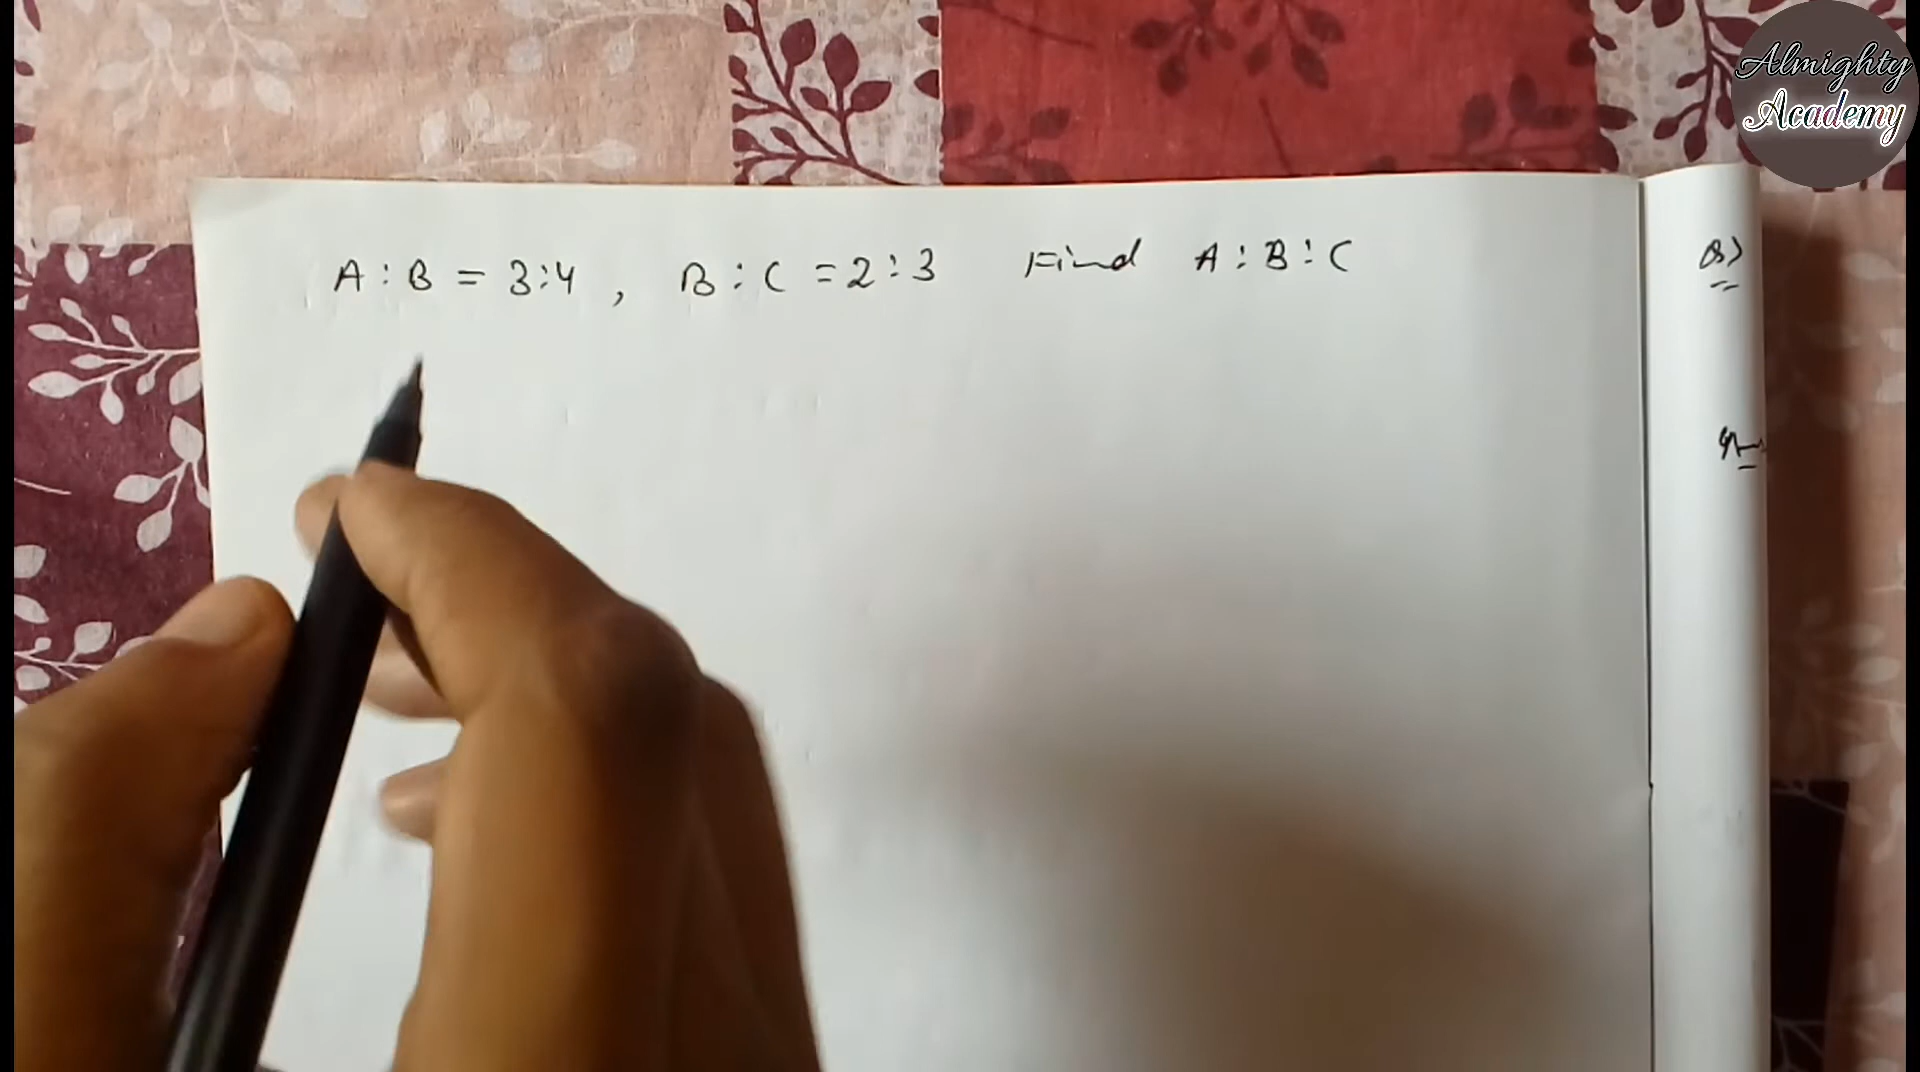 A : B = 3:4 , B : C = 2 : 3 Find A : B : C
Almighty
Academy